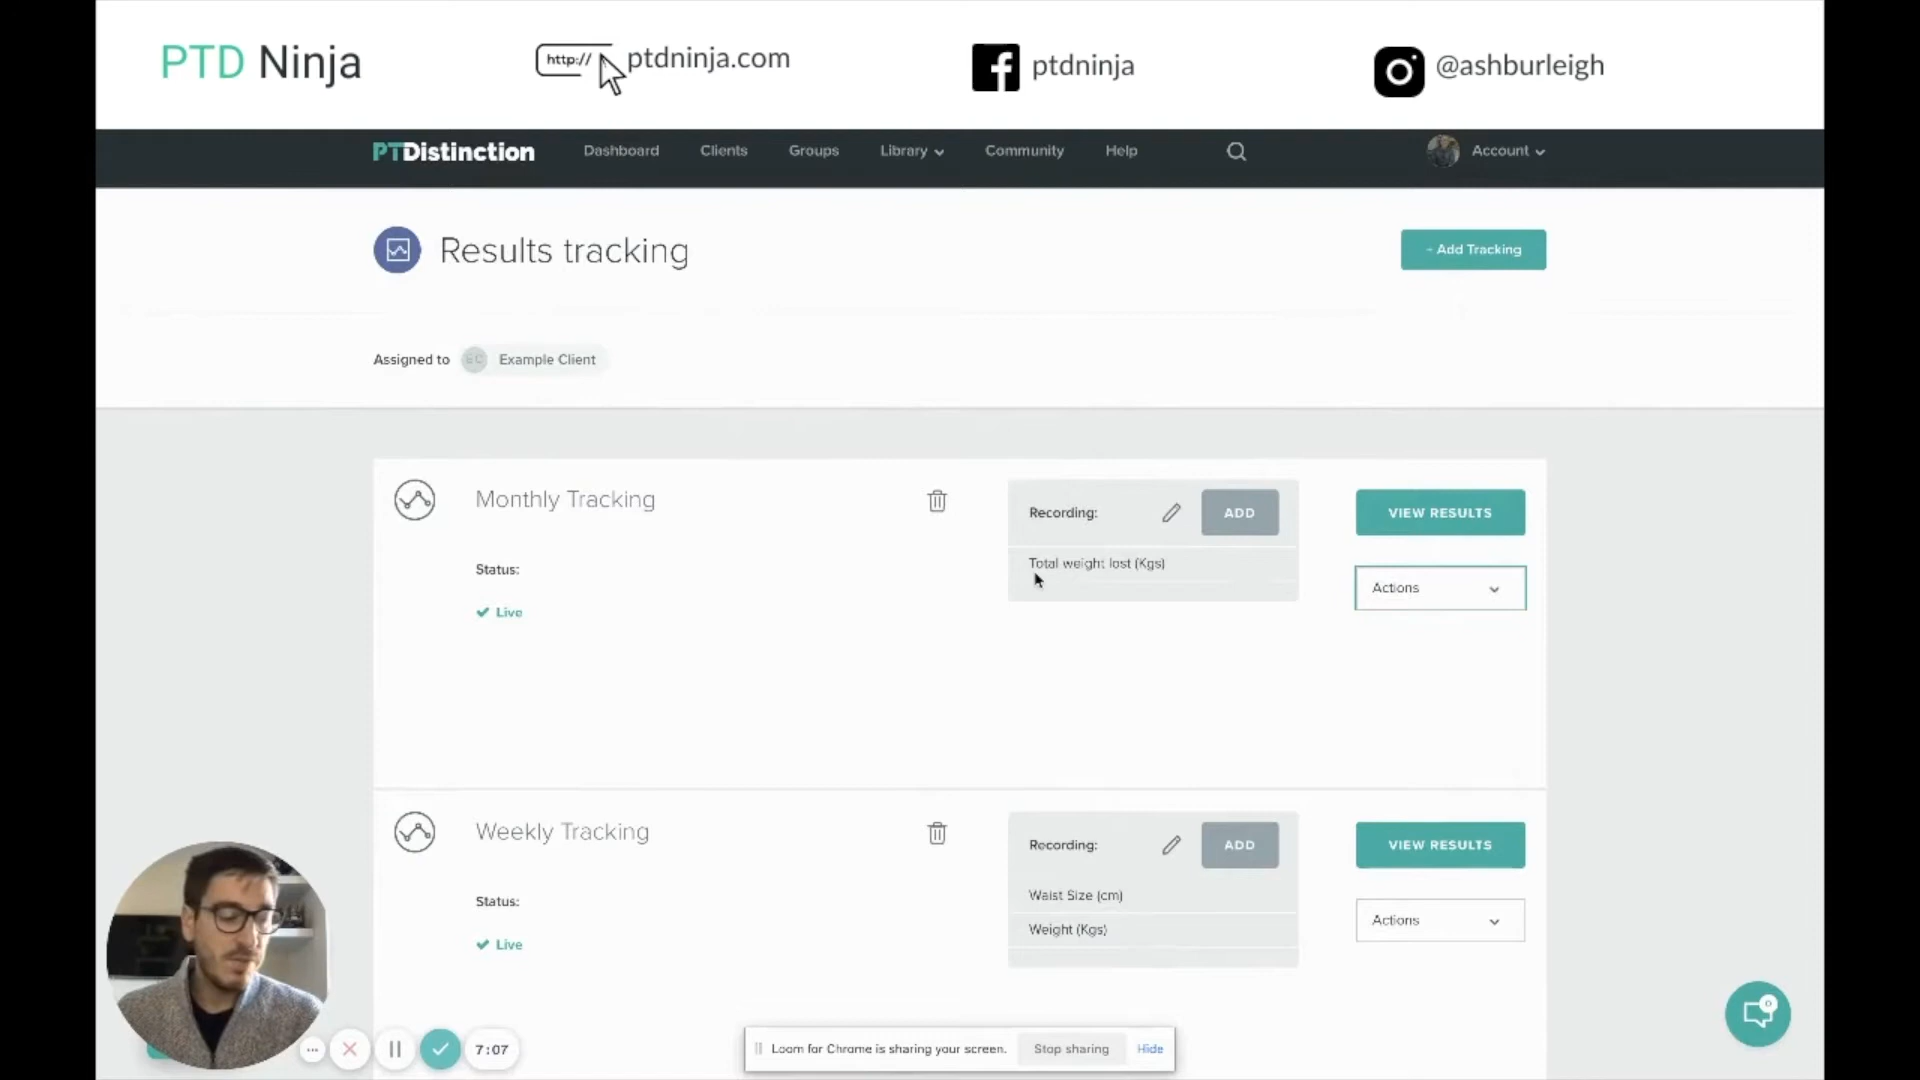 PTD Ninja
http://
ptdninja.com
ptdninja
@ashburleigh
PTDistinction
Dashboard
Clients
Groups
Library
Community
Help
Account
Results tracking
- Add Tracking
Assigned to
EC
Example Client
Monthly Tracking
Recording:
ADD
VIEW RESULTS
Total weight lost (Kgs)
Actions
Status:
Live
Weekly Tracking
Recording:
ADD
VIEW RESULTS
Waist Size (cm)
Weight (Kgs)
Actions
Status:
Live
0
7:07
Loom for Chrome is sharing your screen.
Stop sharing
Hide